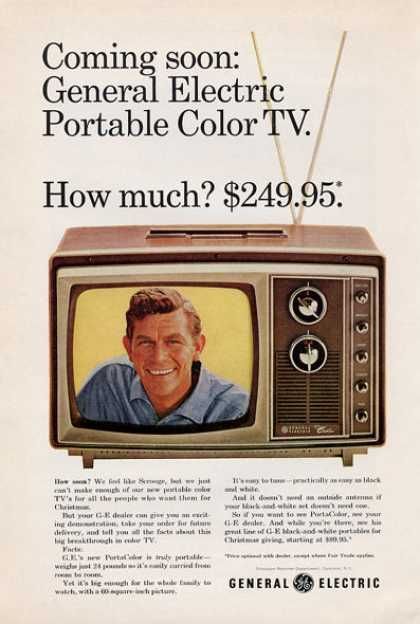 Coming soon:
General Electric
Portable Color TV.
How much? $249.95.*
GENERAL ELECTRIC Color
How soon? We feel like Scrooge, but we just
can't make enough of our new portable color
TV's for all the people who want them for
Christmas.
But your G-E dealer can give you an excit-
ing demonstration, take your order for future
delivery, and tell you all the facts about this
big breakthrough in color TV.
Facts:
G.E.'s new PortaColor is truly portable—
weighs just 24 pounds so it's easily carried from
room to room.
Yet it's big enough for the whole family to
watch, with a 60-square-inch picture.
It's easy to tune—practically as easy as black
and white.
And it doesn't need an outside antenna if
your black-and-white set doesn't need one.
So if you want to see PortaColor, see your
G-E dealer. And while you're there, see his
great line of G-E black-and-white portables for
Christmas giving, starting at $99.95.*
*Price optional with dealer, except where Fair Trade applies.
Television Receiver Department, Syracuse, N.Y.
GENERAL GE ELECTRIC